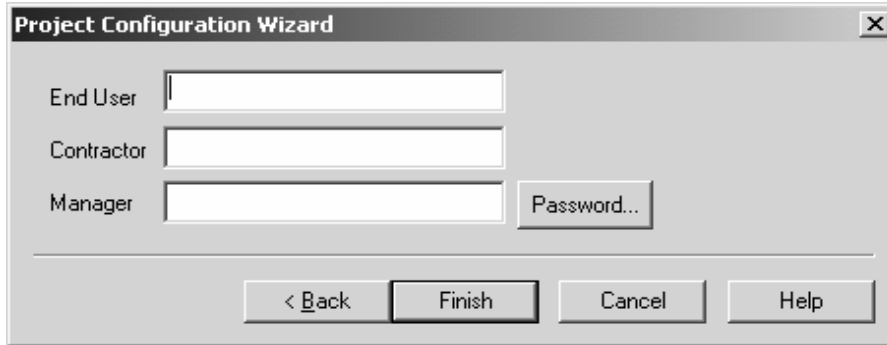 Project Configuration Wizard
End User
Contractor
Manager
Password...
< Back
Finish
Cancel
Help